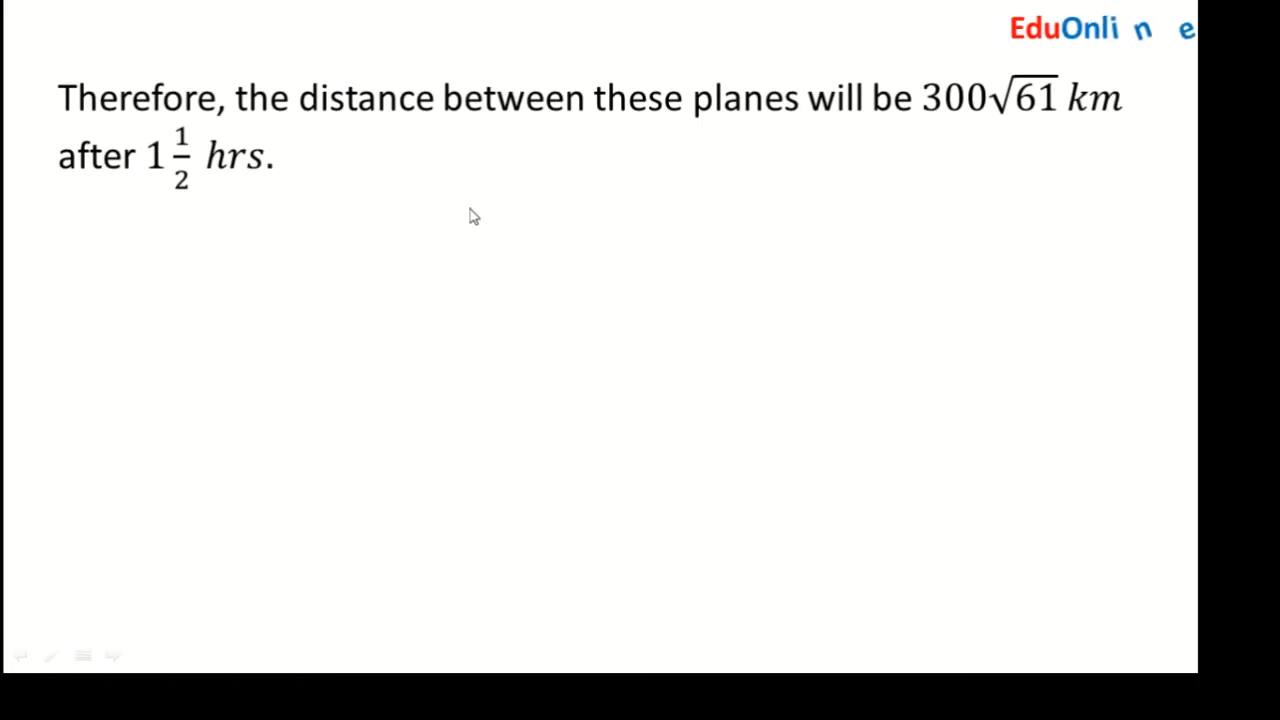 EduOnli n e
Therefore, the distance between these planes will be 300√61 km
after 1 1/2 hrs.